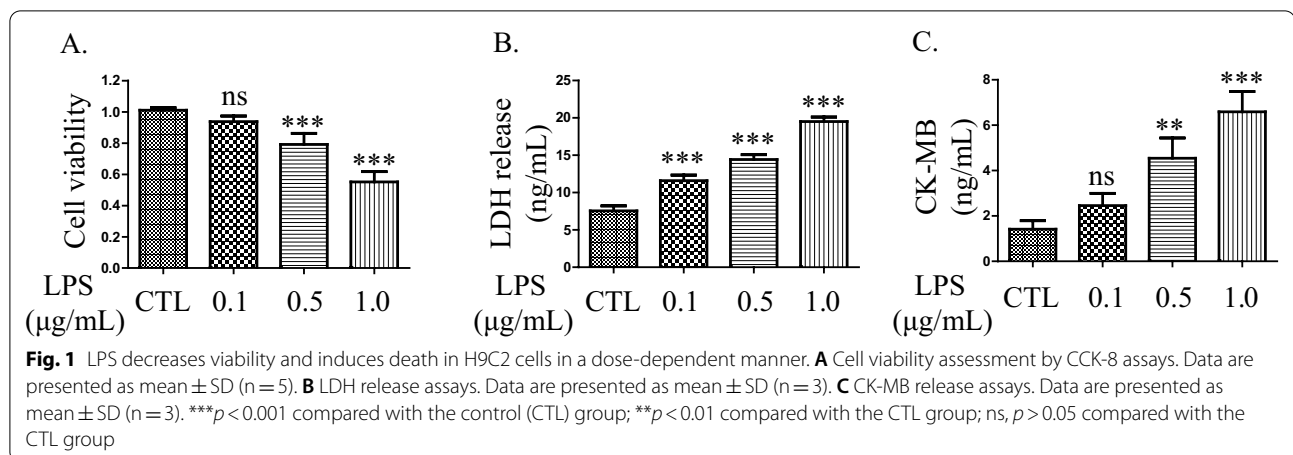 A.
B.
C.
Cell viability
1.2
1.0
0.8
0.6
0.4
0.2
0.0
ns
***
***
LPS
(μg/mL)
CTL 0.1 0.5 1.0
LDH release
(ng/mL)
25
20
15
10
5
0
***
***
***
LPS
(μg/mL)
CTL 0.1 0.5 1.0
CK-MB
(ng/mL)
8
6
4
2
0
ns
**
***
LPS
(μg/mL)
CTL 0.1 0.5 1.0
Fig. 1 LPS decreases viability and induces death in H9C2 cells in a dose-dependent manner. A Cell viability assessment by CCK-8 assays. Data are
presented as mean ± SD (n = 5). B LDH release assays. Data are presented as mean ± SD (n = 3). C CK-MB release assays. Data are presented as
mean ± SD (n = 3). ***p < 0.001 compared with the control (CTL) group; **p < 0.01 compared with the CTL group; ns, p > 0.05 compared with the
CTL group